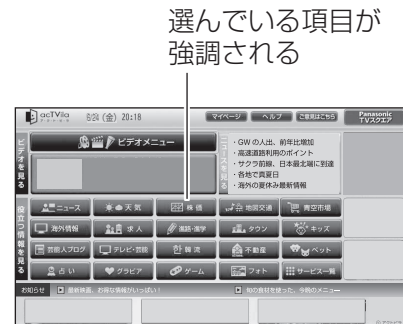 選んでいる項目が
強調される
acTVila
6/24 (金) 20:18
マイページ
ヘルプ
ご意見はこちら
Panasonic
TVスクエア
ビデオを見る
ビデオメニュー
ニュースを見る
・GWの人出、前年比増加
・高速道路利用のポイント
・サクラ前線、日本最北端に到達
・各地で真夏日
・海外の夏休み最新情報
役立つ情報を見る
ニュース
天気
株価
地図交通
青空市場
海外情報
求人
進路・進学
タウン
キッズ
芸能人ブログ
テレビ・芸能
韓流
不動産
ペット
占い
グラビア
ゲーム
フォト
サービス一覧
お知らせ
最新映画、お得な情報がいっぱい!
旬の食材を使った、今晩のメニュー